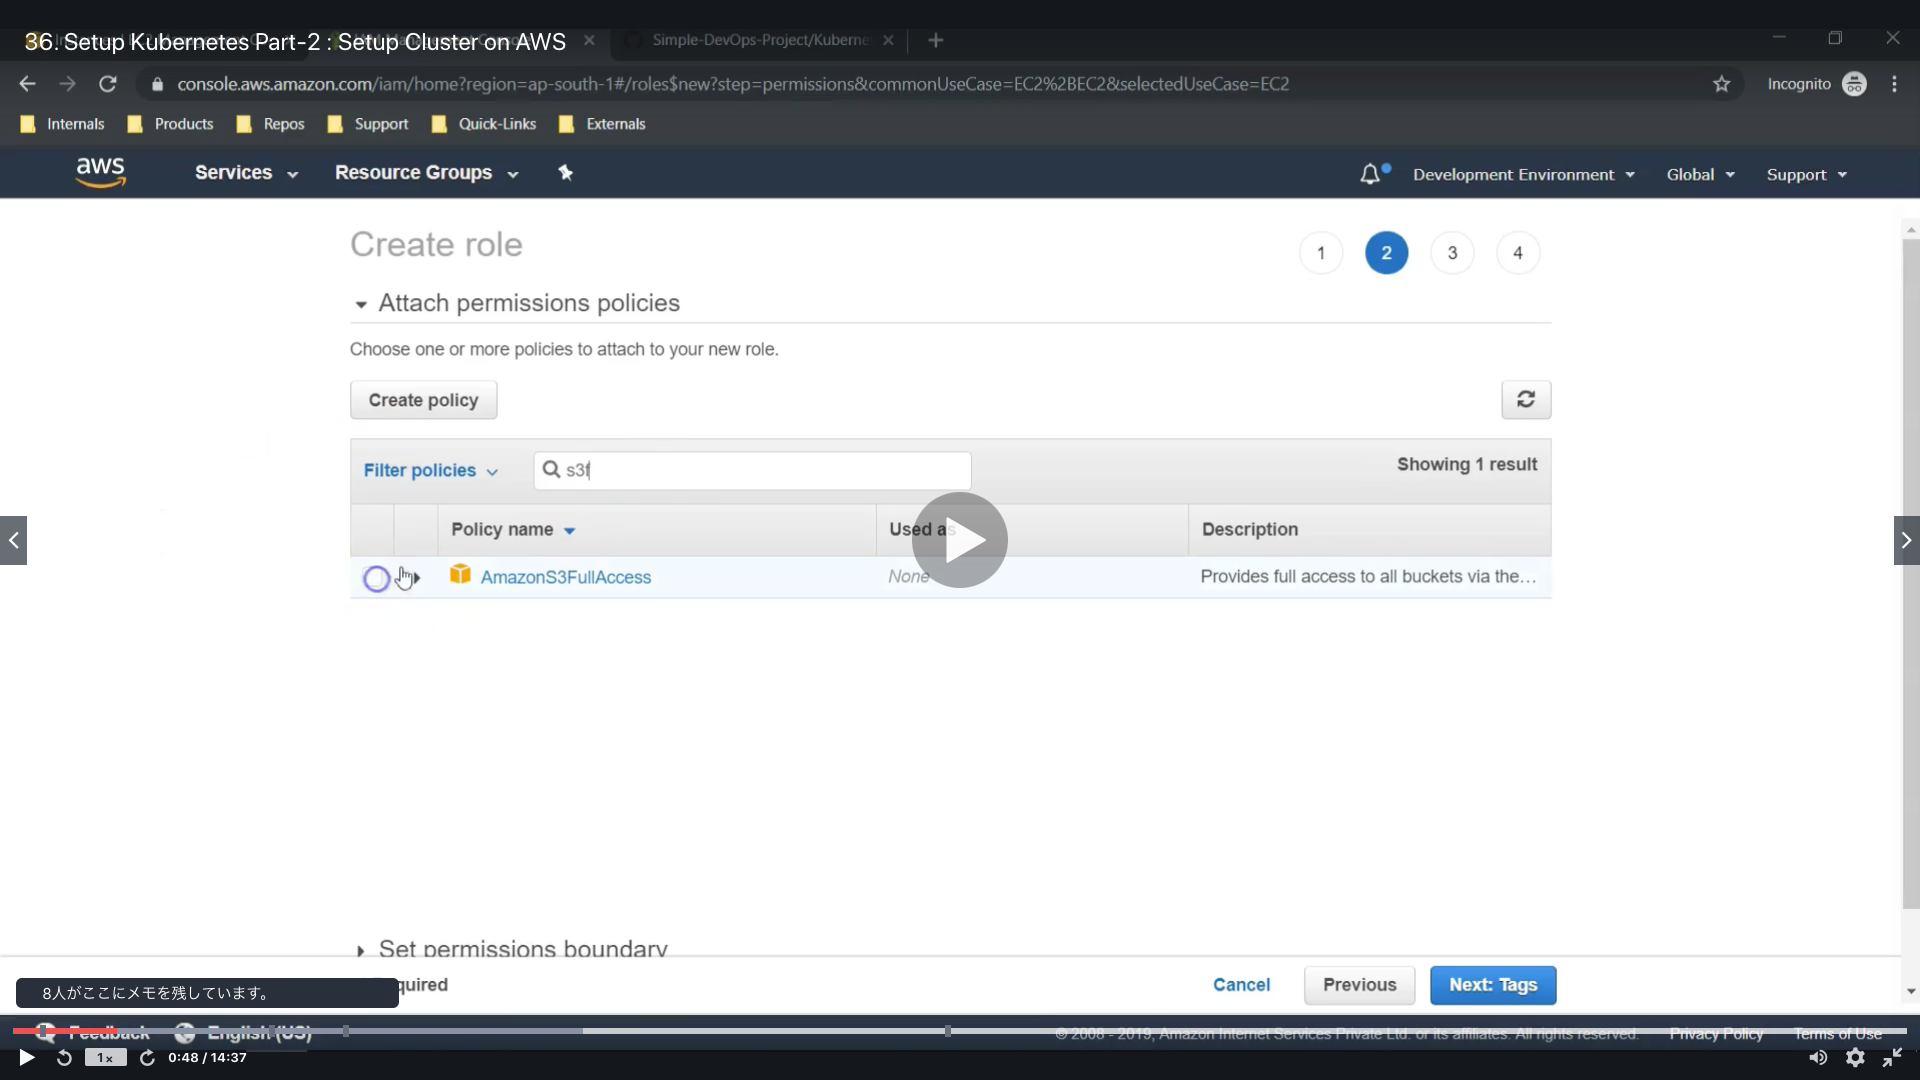 36. Setup Kubernetes Part-2 : Setup Cluster on AWS
Simple-DevOps-Project/Kuberne
console.aws.amazon.com/iam/home?region=ap-south-1#/roles$new?step=permissions&commonUseCase=EC2%2BEC2&selectedUseCase=EC2
Incognito
Internals Products Repos Support Quick-Links Externals
aws Services Resource Groups Development Environment Global Support
Create role
1 2 3 4
Attach permissions policies
Choose one or more policies to attach to your new role.
Create policy
Filter policies s3f Showing 1 result
Policy name Used as Description
AmazonS3FullAccess None Provides full access to all buckets via the…
Set permissions boundary
8人がここにメモを残しています。
quired
Cancel Previous Next: Tags
Feedback English (US) © 2008 - 2019, Amazon Internet Services Private Ltd. or its affiliates. All rights reserved. Privacy Policy Terms of Use
1x 0:48 / 14:37